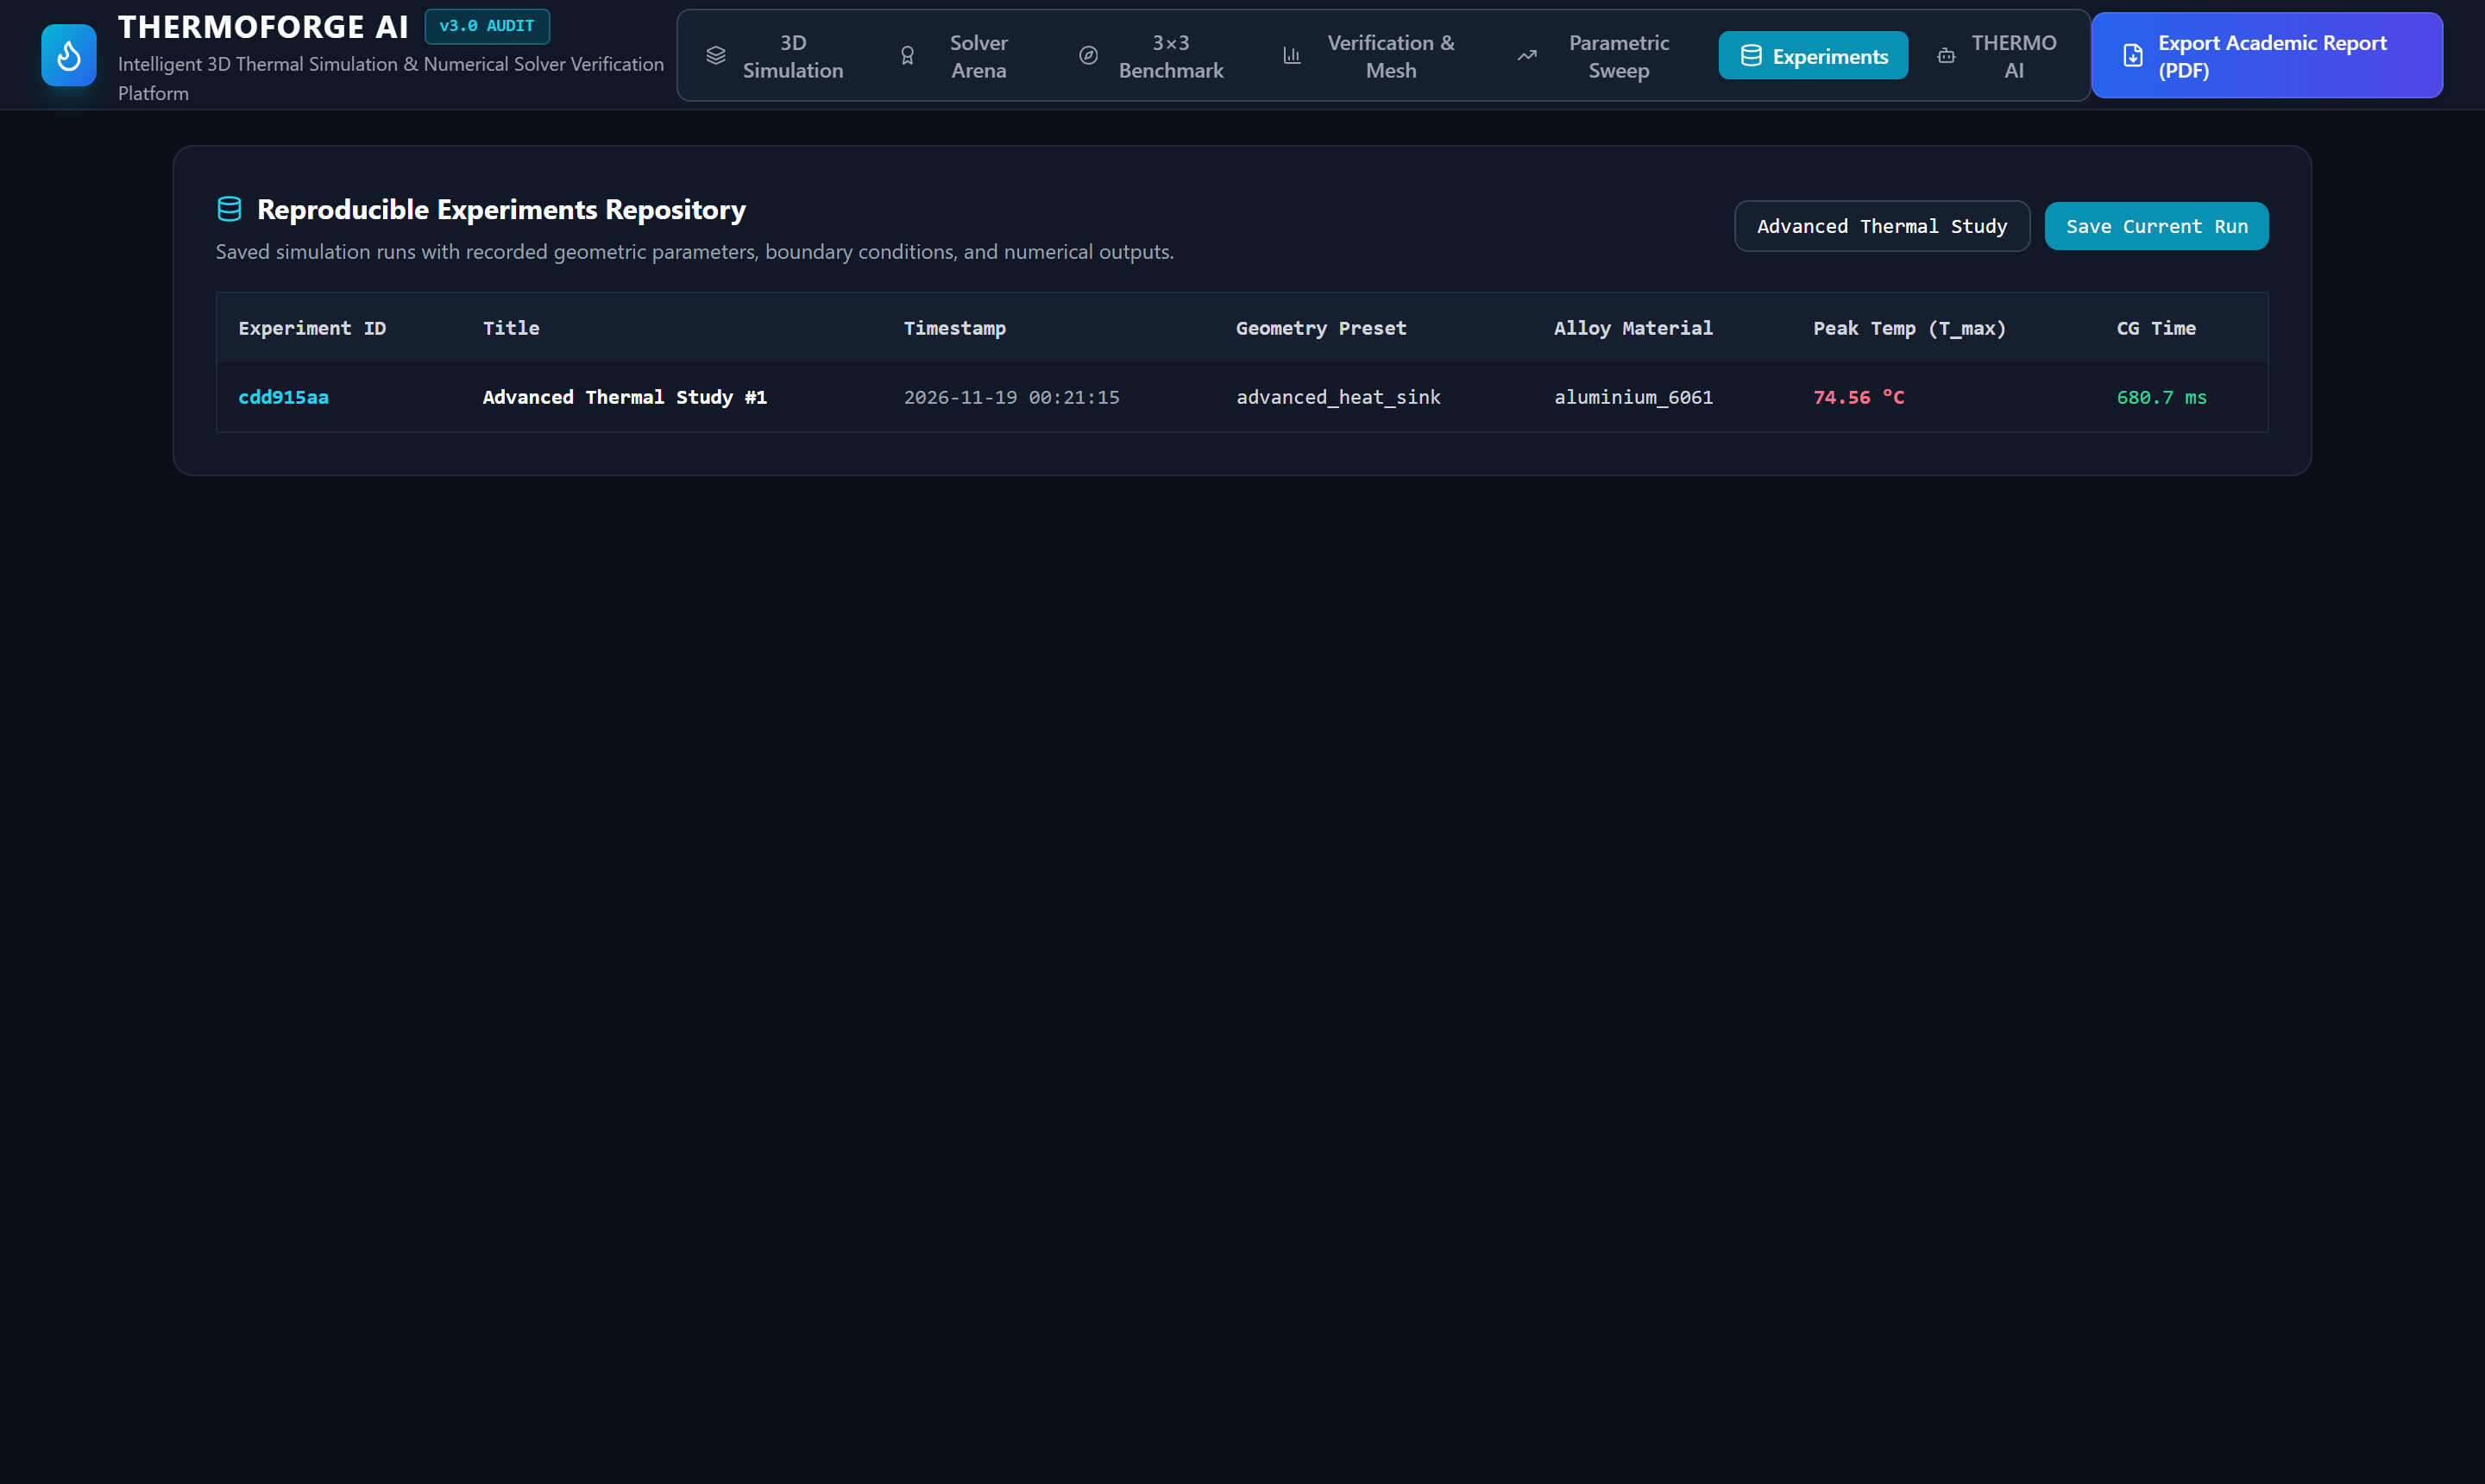 THERMOFORGE AI
v3.0 AUDIT
Intelligent 3D Thermal Simulation & Numerical Solver Verification
Platform
3D
Simulation
Solver
Arena
3×3
Benchmark
Verification &
Mesh
Parametric
Sweep
Experiments
THERMO
AI
Export Academic Report
(PDF)
Reproducible Experiments Repository
Saved simulation runs with recorded geometric parameters, boundary conditions, and numerical outputs.
Advanced Thermal Study
Save Current Run
Experiment ID Title Timestamp Geometry Preset Alloy Material Peak Temp (T_max) CG Time
cdd915aa Advanced Thermal Study #1 2026-11-19 00:21:15 advanced_heat_sink aluminium_6061 74.56 °C 680.7 ms